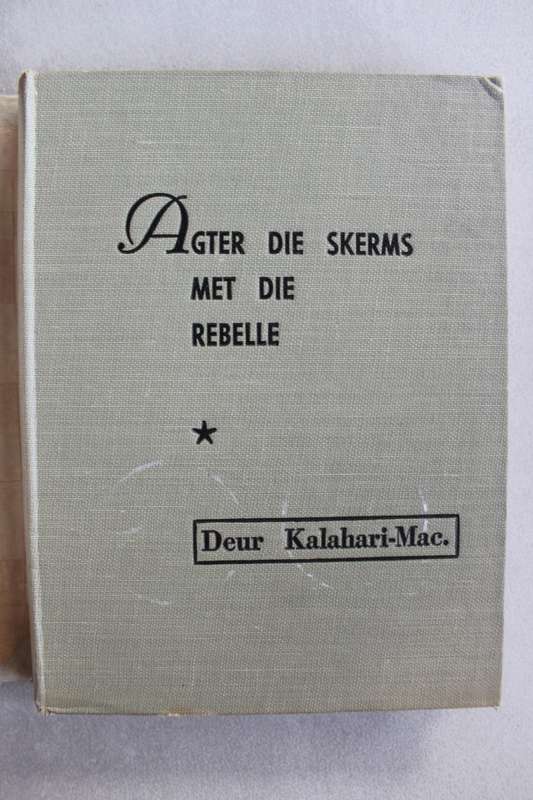 AGTER DIE SKERMS
MET DIE
REBELLE
Deur Kalahari-Mac.